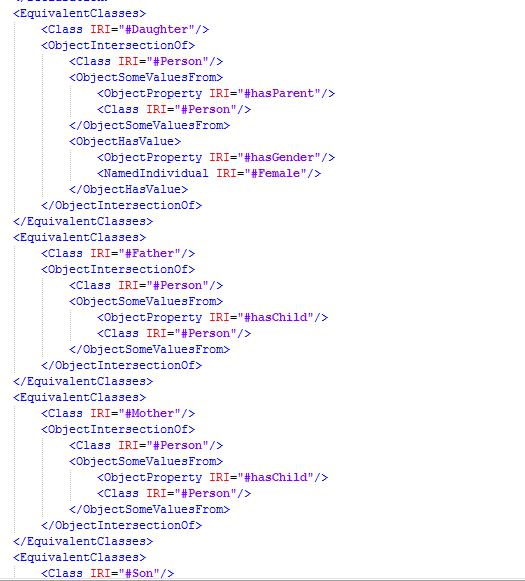 <EquivalentClasses>
<Class IRI="#Daughter"/>
<ObjectIntersectionOf>
<Class IRI="#Person"/>
<ObjectSomeValuesFrom>
<ObjectProperty IRI="#hasParent"/>
<Class IRI="#Person"/>
</ObjectSomeValuesFrom>
<ObjectHasValue>
<ObjectProperty IRI="#hasGender"/>
<NamedIndividual IRI="#Female"/>
</ObjectHasValue>
</ObjectIntersectionOf>
</EquivalentClasses>
<EquivalentClasses>
<Class IRI="#Father"/>
<ObjectIntersectionOf>
<Class IRI="#Person"/>
<ObjectSomeValuesFrom>
<ObjectProperty IRI="#hasChild"/>
<Class IRI="#Person"/>
</ObjectSomeValuesFrom>
</ObjectIntersectionOf>
</EquivalentClasses>
<EquivalentClasses>
<Class IRI="#Mother"/>
<ObjectIntersectionOf>
<Class IRI="#Person"/>
<ObjectSomeValuesFrom>
<ObjectProperty IRI="#hasChild"/>
<Class IRI="#Person"/>
</ObjectSomeValuesFrom>
</ObjectIntersectionOf>
</EquivalentClasses>
<EquivalentClasses>
<Class IRI="#Son"/>